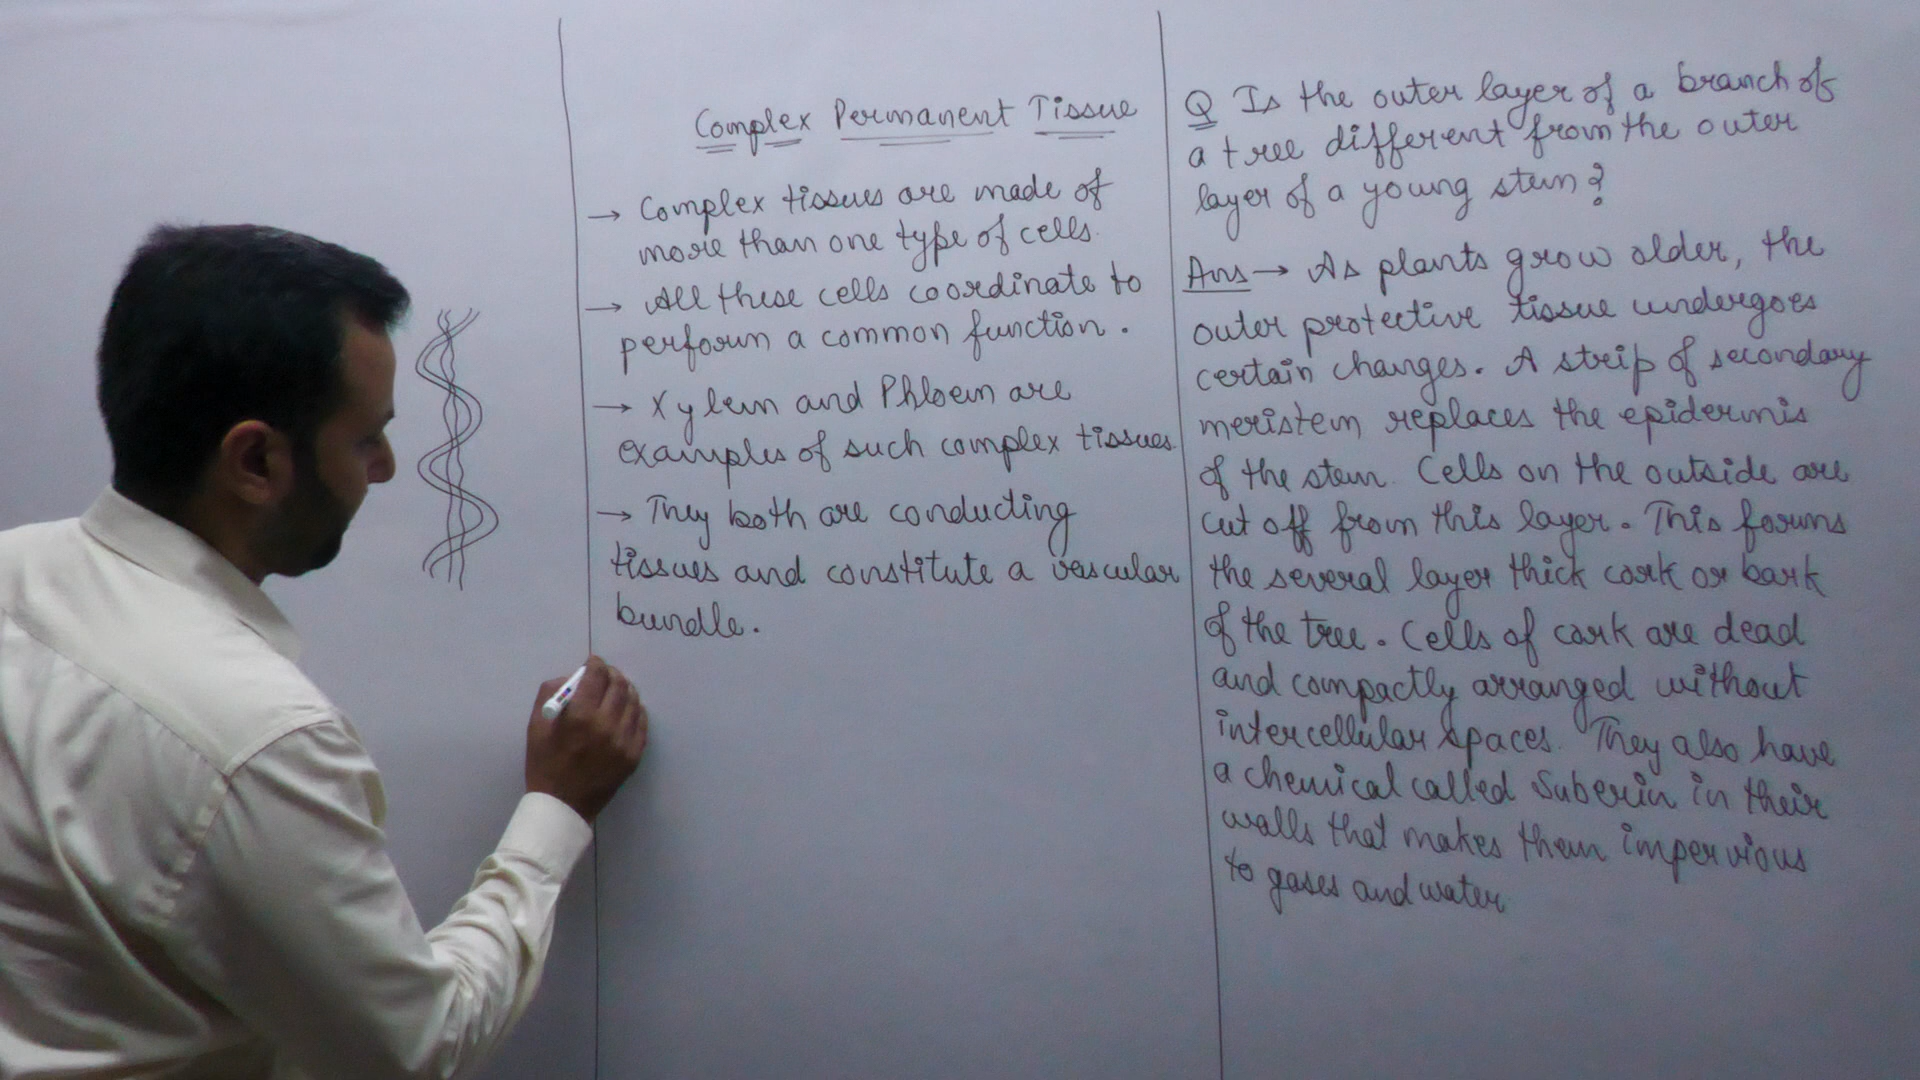 Complex Permanent Tissue
→ Complex tissues are made of
more than one type of cells.
→ All these cells coordinate to
perform a common function.
→ Xylem and Phloem are
examples of such complex tissues.
→ They both are conducting
tissues and constitute a vascular
bundle.
Q Is the outer layer of a branch of
a tree different from the outer
layer of a young stem?
Ans → As plants grow older, the
outer protective tissue undergoes
certain changes. A strip of secondary
meristem replaces the epidermis
of the stem. Cells on the outside are
cut off from this layer. This forms
the several layer thick cork or bark
of the tree. Cells of cork are dead
and compactly arranged without
intercellular spaces. They also have
a chemical called Suberin in their
walls that makes them impervious
to gases and water